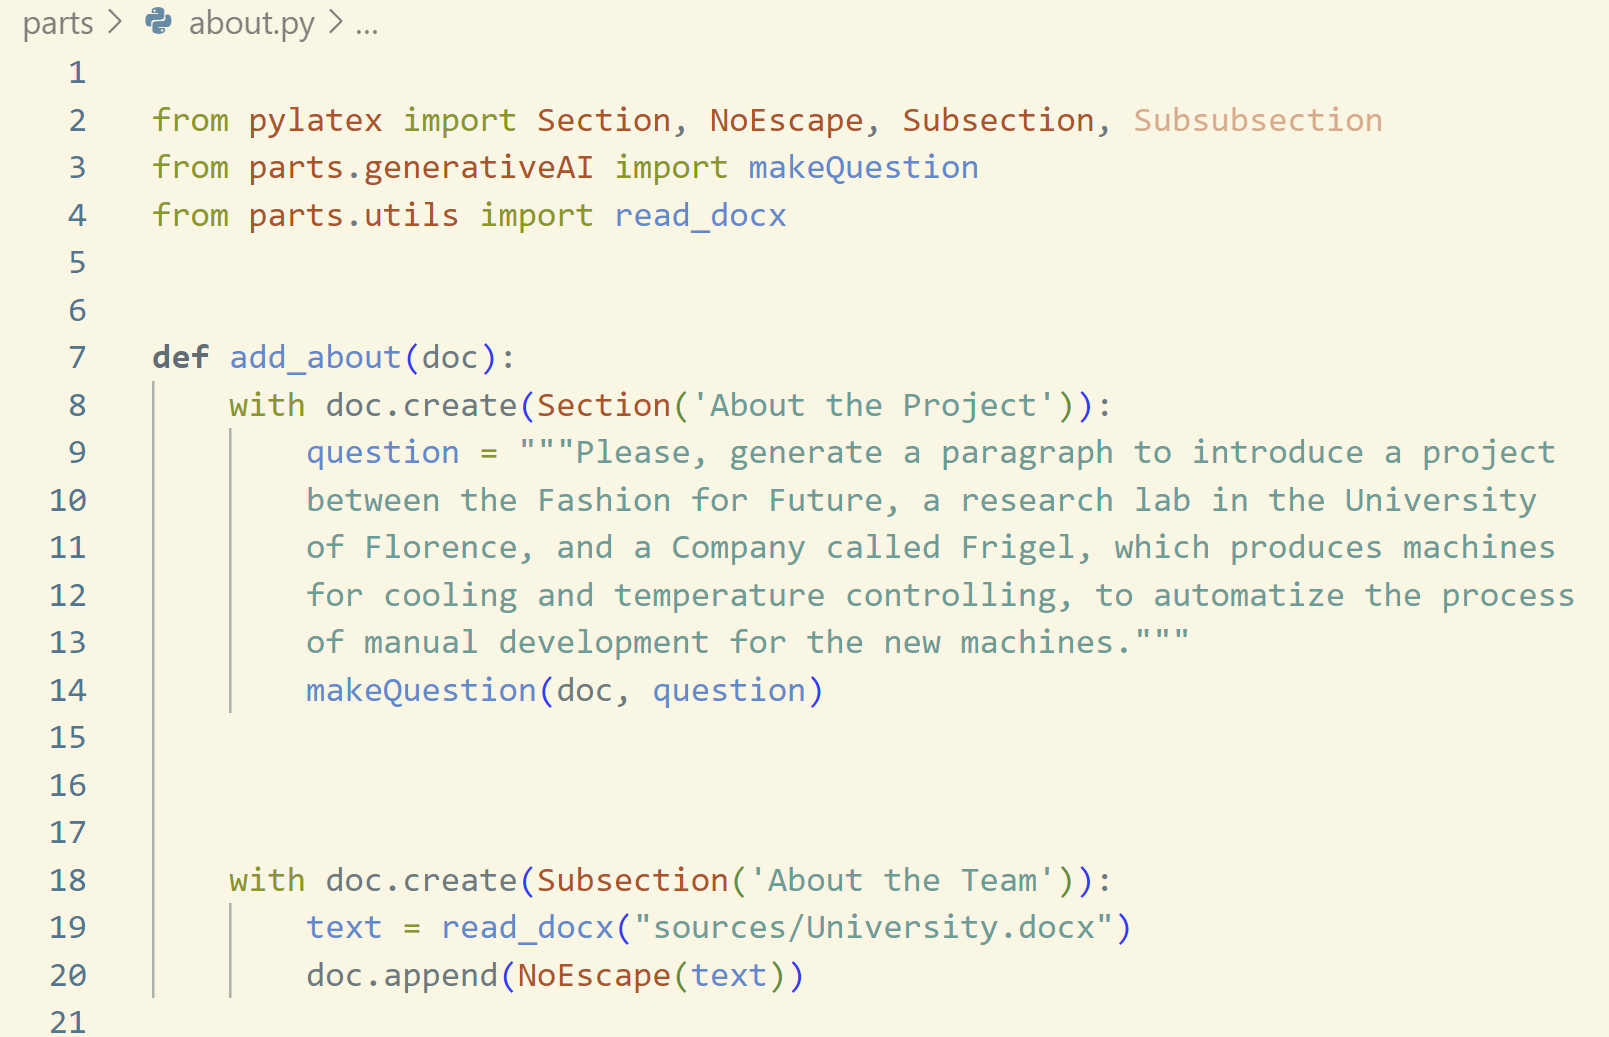 parts > about.py > ...
1
2 from pylatex import Section, NoEscape, Subsection, Subsubsection
3 from parts.generativeAI import makeQuestion
4 from parts.utils import read_docx
5
6
7 def add_about(doc):
8     with doc.create(Section('About the Project')):
9         question = """Please, generate a paragraph to introduce a project
10         between the Fashion for Future, a research lab in the University
11         of Florence, and a Company called Frigel, which produces machines
12         for cooling and temperature controlling, to automatize the process
13         of manual development for the new machines."""
14         makeQuestion(doc, question)
15
16
17
18     with doc.create(Subsection('About the Team')):
19         text = read_docx("sources/University.docx")
20         doc.append(NoEscape(text))
21